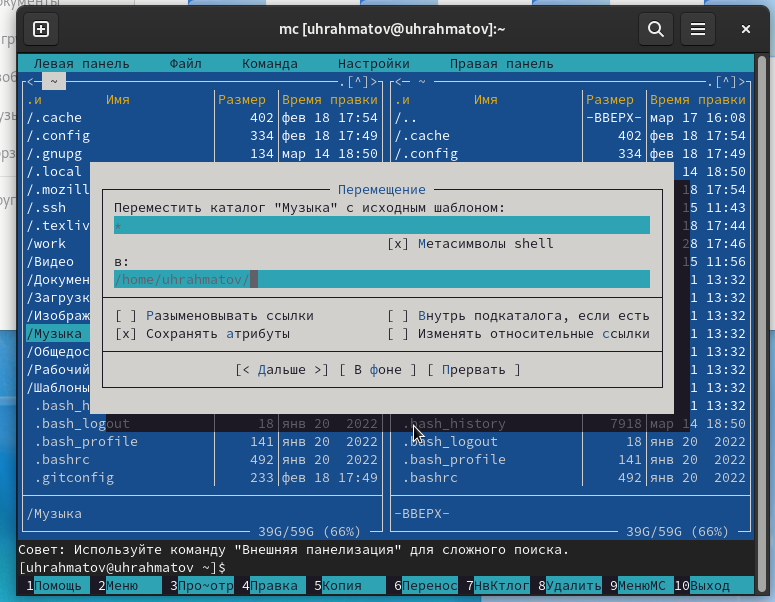 mc [uhrahmatov@uhrahmatov]:~
Левая панель Файл Команда Настройки Правая панель
<─ ~ .[^]> <─ ~ .[^]>
.и Имя Размер Время правки .и Имя Размер Время правки
/.cache 402 фев 18 17:54 /.. -ВВЕРХ- мар 17 16:08
/.config 334 фев 18 17:49 /.cache 402 фев 18 17:54
/.gnupg 134 мар 14 18:50 /.config 334 фев 18 17:49
/.local 14 18:50
/.mozill Перемещение 18 17:54
/.ssh Переместить каталог "Музыка" с исходным шаблоном: 15 11:43
/.texliv * 18 17:44
/work [x] Метасимволы shell 28 17:46
/Видео в: 15 11:56
/Докумен /home/uhrahmatov/ 1 13:32
/Загрузк 1 13:32
/Изображ [ ] Разыменовывать ссылки [ ] Внутрь подкаталога, если есть 1 13:32
/Музыка [x] Сохранять атрибуты [ ] Изменять относительные ссылки 1 13:32
/Общедос 1 13:32
/Рабочий [< Дальше >] [ В фоне ] [ Прервать ] 1 13:32
/Шаблоны 1 13:32
.bash_h 1 13:32
.bash_logout 18 янв 20 2022 .bash_history 7918 мар 14 18:50
.bash_profile 141 янв 20 2022 .bash_logout 18 янв 20 2022
.bashrc 492 янв 20 2022 .bash_profile 141 янв 20 2022
.gitconfig 233 фев 18 17:49 .bashrc 492 янв 20 2022
/Музыка -ВВЕРХ-
39G/59G (66%) 39G/59G (66%)
Совет: Используйте команду "Внешняя панелизация" для сложного поиска.
[uhrahmatov@uhrahmatov ~]$
1Помощь 2Меню 3Про~отр 4Правка 5Копия 6Перенос 7НвКтлог 8Удалить 9МенюМС 10Выход